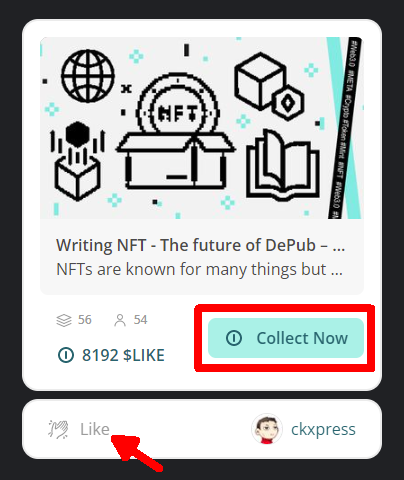 #Web3.0 #META #Crypto #Token #Mint #NFT #Web3.0 #M
NFT
Writing NFT - The future of DePub – ...
NFTs are known for many things but ...
56 54
8192 $LIKE
Collect Now
Like
ckxpress